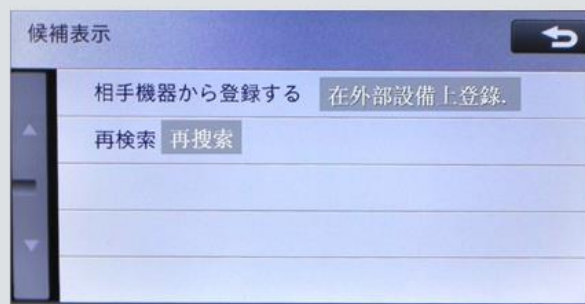 候補表示
相手機器から登録する 在外部設備上登錄.
再検索 再搜索